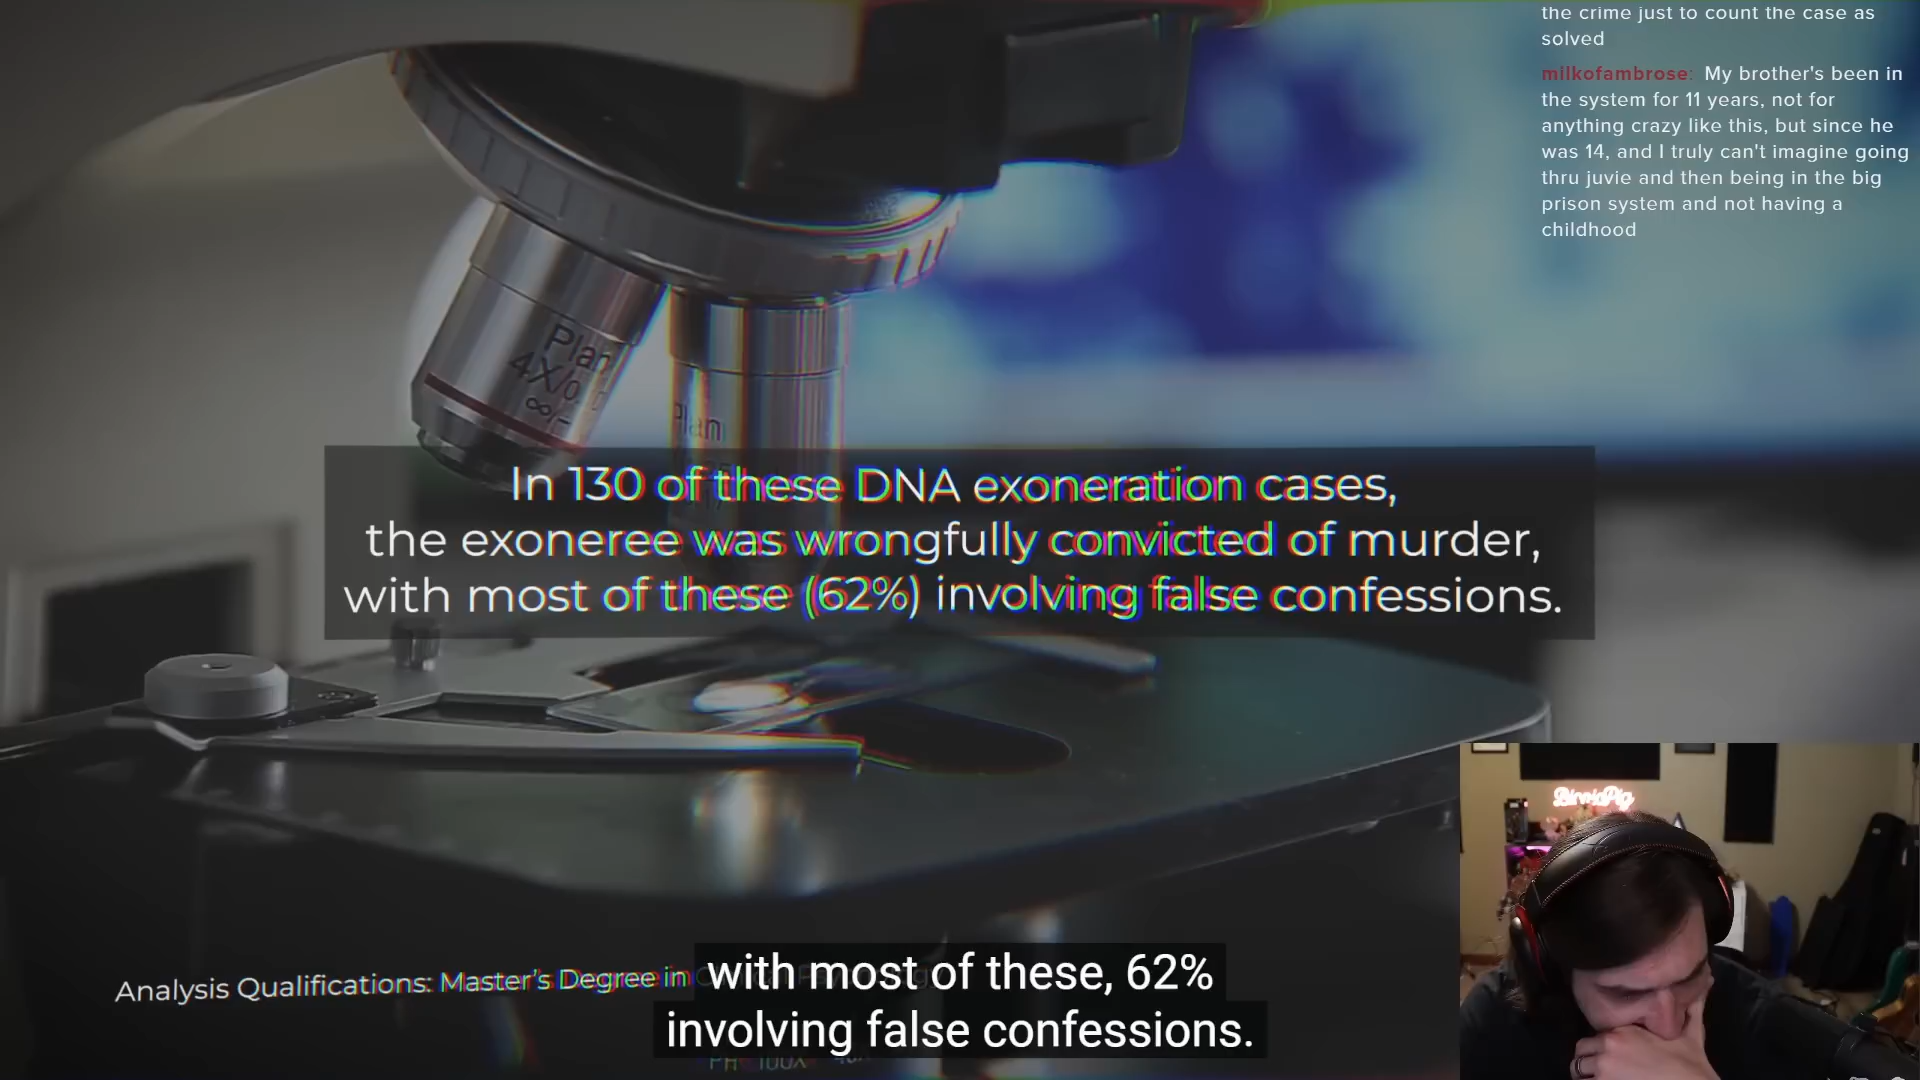 the crime just to count the case as
solved
milkofambrose: My brother's been in
the system for 11 years, not for
anything crazy like this, but since he
was 14, and I truly can't imagine going
thru juvie and then being in the big
prison system and not having a
childhood
Plan
4X/0.
∞/-
Plan
In 130 of these DNA exoneration cases,
the exoneree was wrongfully convicted of murder,
with most of these (62%) involving false confessions.
BinnisPig
Analysis Qualifications: Master's Degree in
with most of these, 62%
involving false confessions.